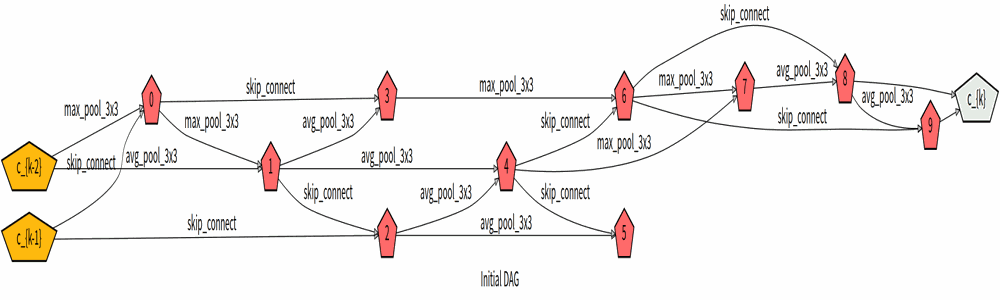 skip_connect
skip_connect
max_pool_3x3
avg_pool_3x3
8
max_pool_3x3
7
skip_connect
max_pool_3x3
0
3
6
avg_pool_3x3
c_{k}
max_pool_3x3
avg_pool_3x3
skip_connect
skip_connect
9
max_pool_3x3
c_{k-2}
skip_connect
avg_pool_3x3
1
avg_pool_3x3
4
skip_connect
avg_pool_3x3
skip_connect
c_{k-1}
skip_connect
2
avg_pool_3x3
5
Initial DAG